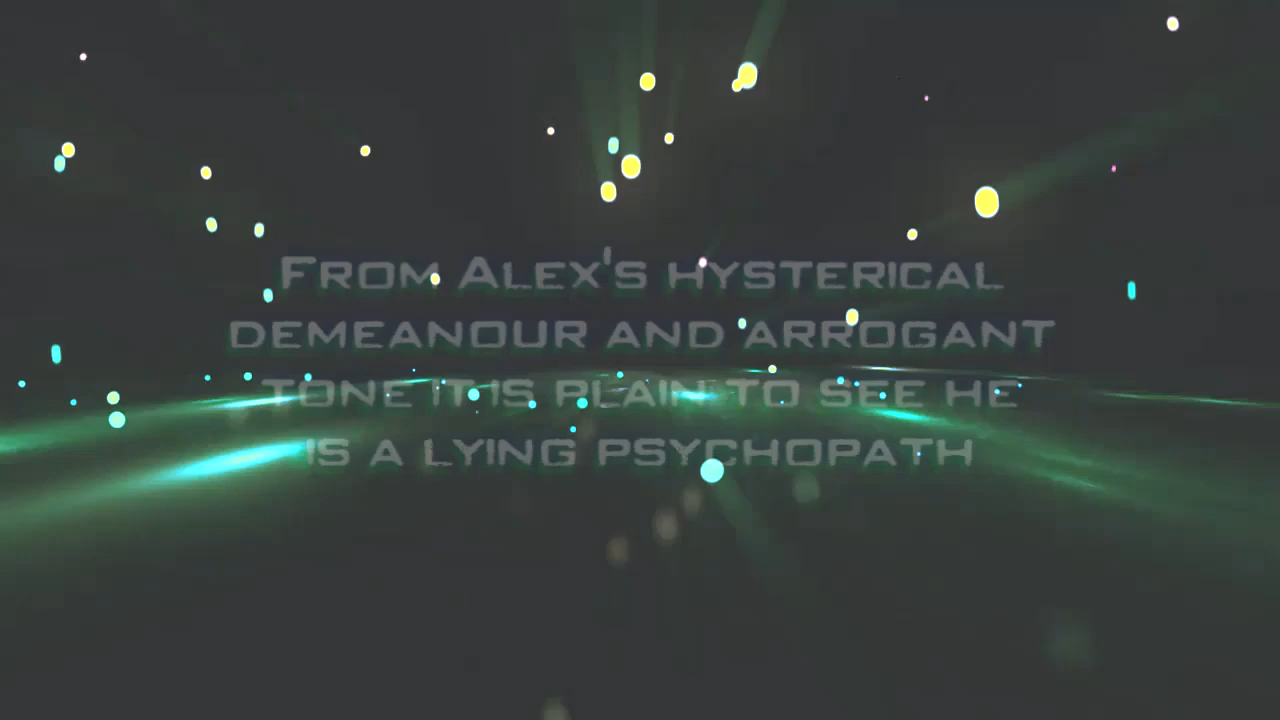 From Alex's hysterical
demeanour and arrogant
tone it is plain to see he
is a lying psychopath